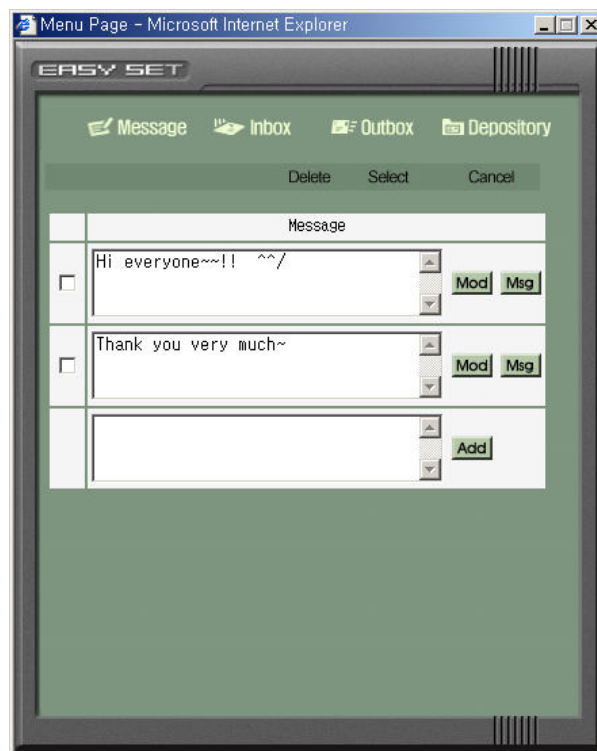 Menu Page - Microsoft Internet Explorer
EASY SET
Message Inbox Outbox Depository
Delete Select Cancel
Message
Hi everyone~~!! ^^/
Mod Msg
Thank you very much~
Mod Msg
Add